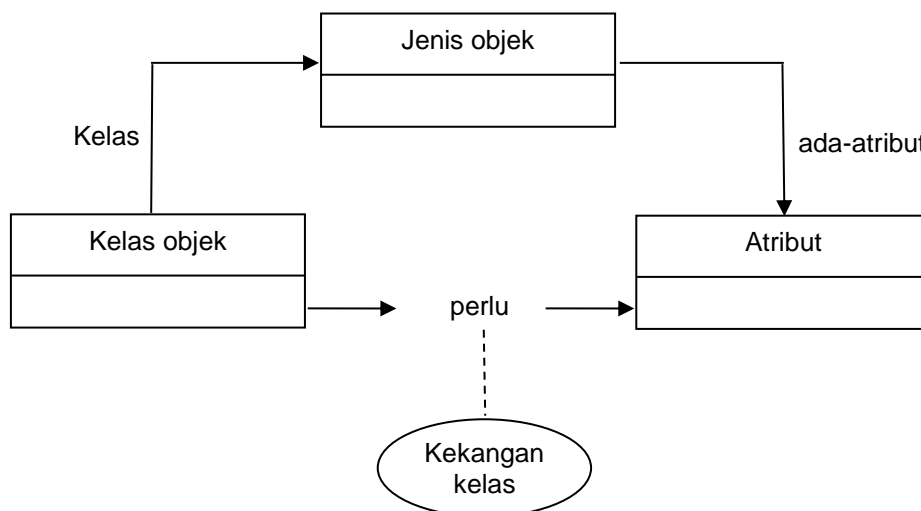 Jenis objek
Kelas
ada-atribut
Kelas objek
Atribut
perlu
Kekangan
kelas